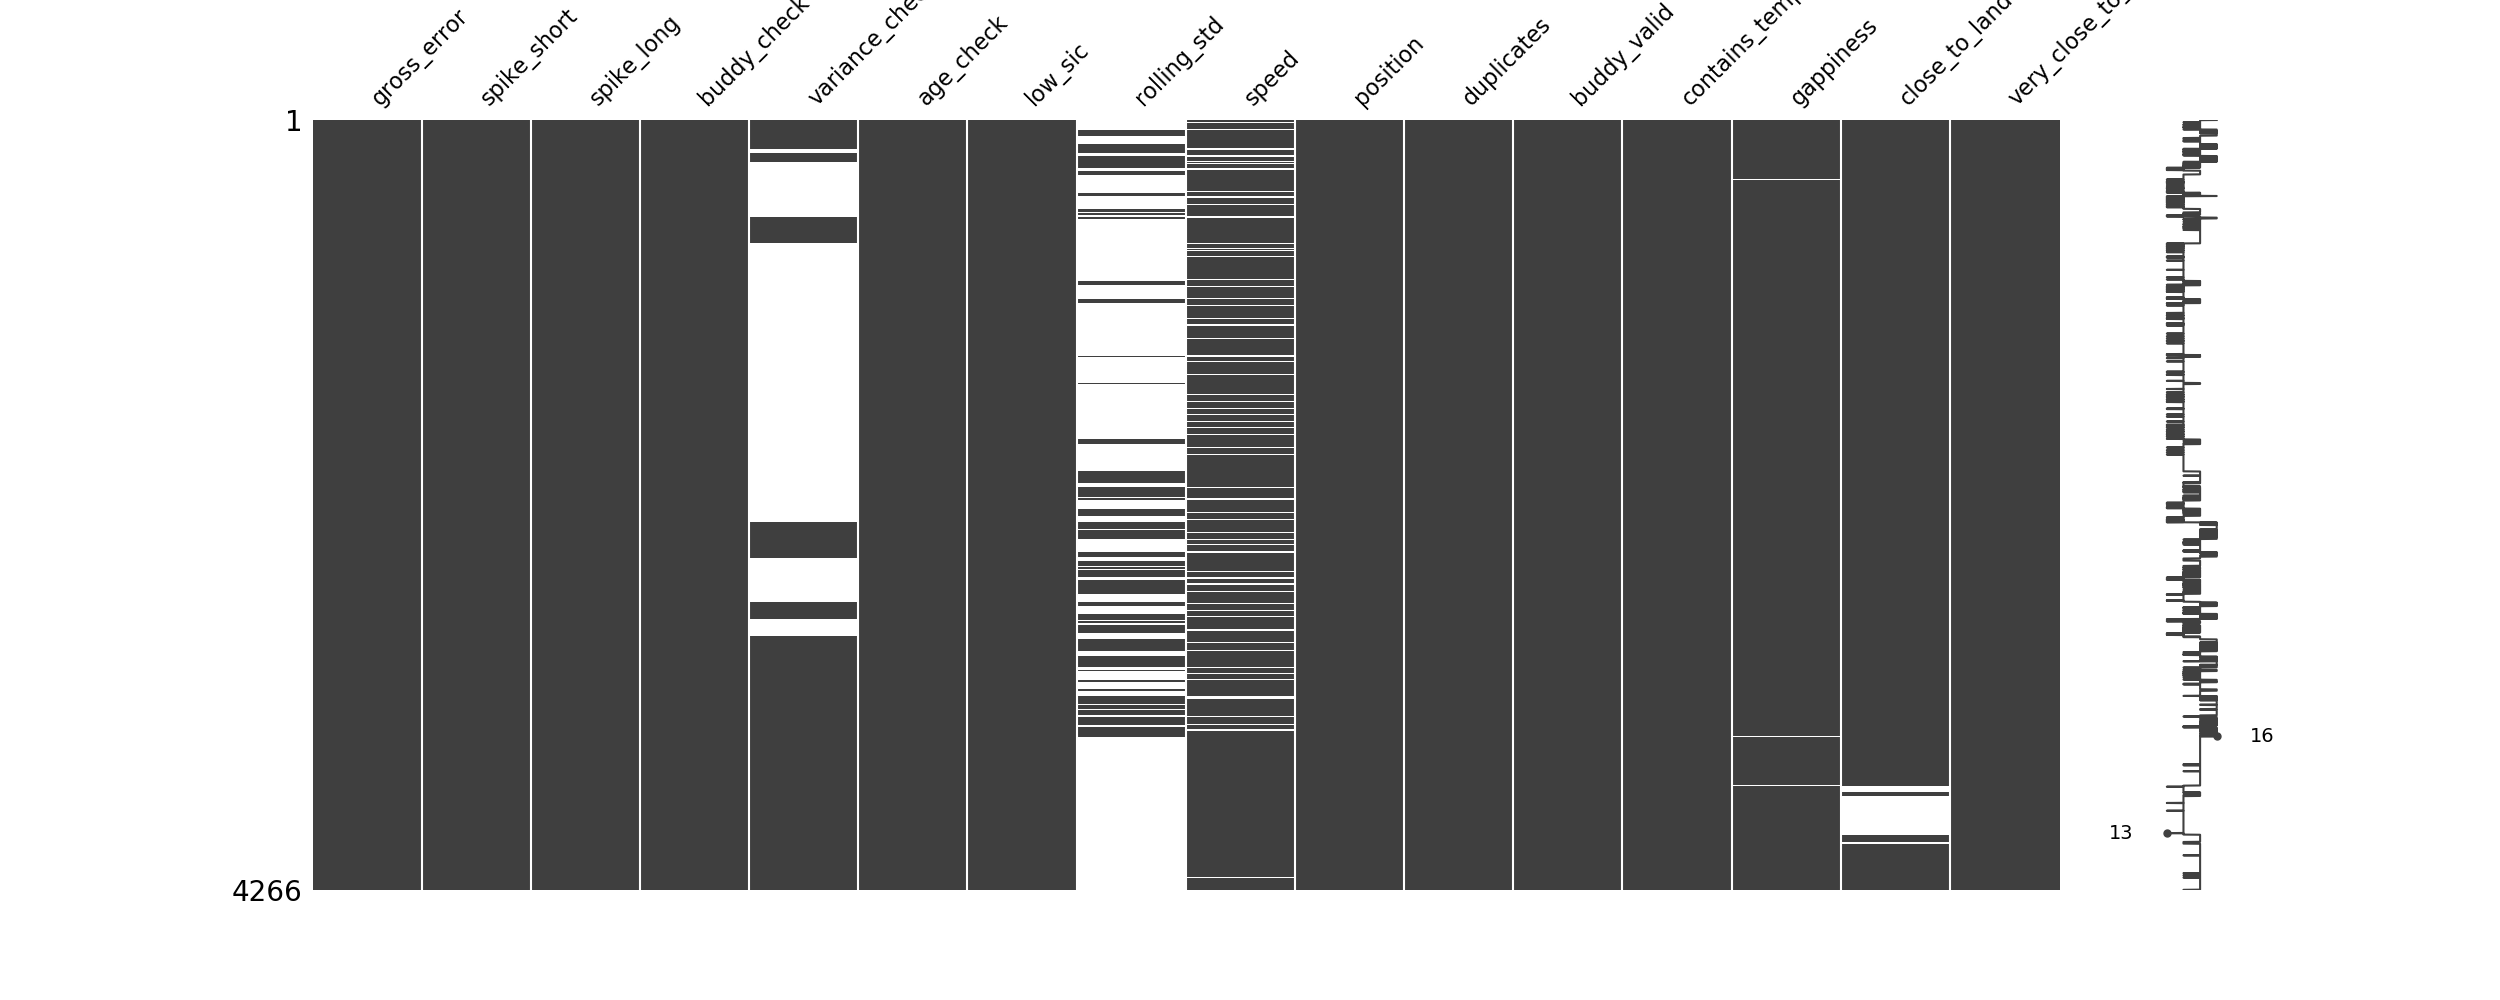 gross_error
spike_short
spike_long
buddy_check
age_check
low_sic
rolling_std
speed
position
duplicates
buddy_valid
gappiness
close_to_land
1
16
13
4266